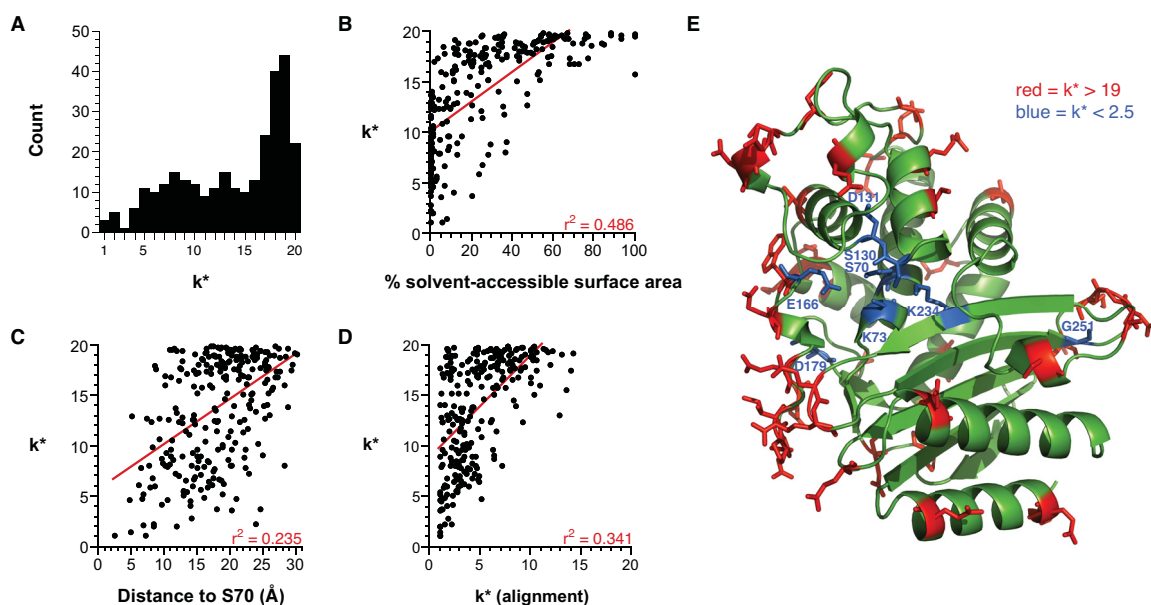 A
50
40
30
20
10
0
Count
1 5 10 15 20
k*
B
20
15
10
5
0
k*
r² = 0.486
0 20 40 60 80 100
% solvent-accessible surface area
C
20
15
10
5
0
k*
r² = 0.235
0 5 10 15 20 25 30
Distance to S70 (Å)
D
20
15
10
5
0
k*
r² = 0.341
0 5 10 15 20
k* (alignment)
E
red = k* > 19
blue = k* < 2.5
D131
S130
S70
E166
K234
K73
G251
D179